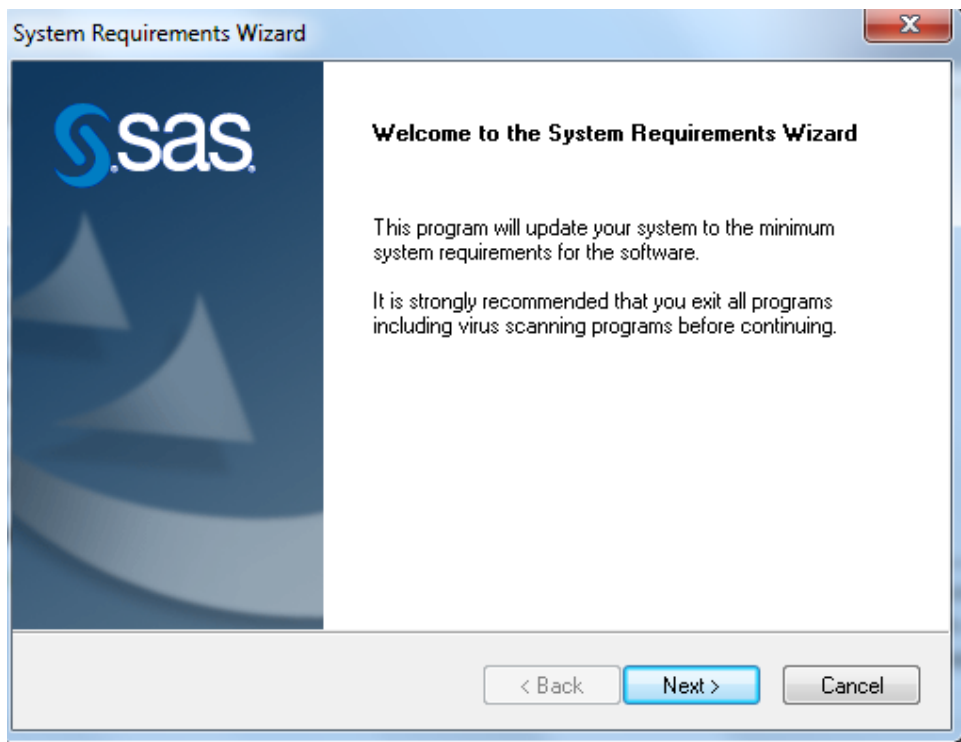 System Requirements Wizard
sas
Welcome to the System Requirements Wizard
This program will update your system to the minimum
system requirements for the software.
It is strongly recommended that you exit all programs
including virus scanning programs before continuing.
< Back
Next >
Cancel